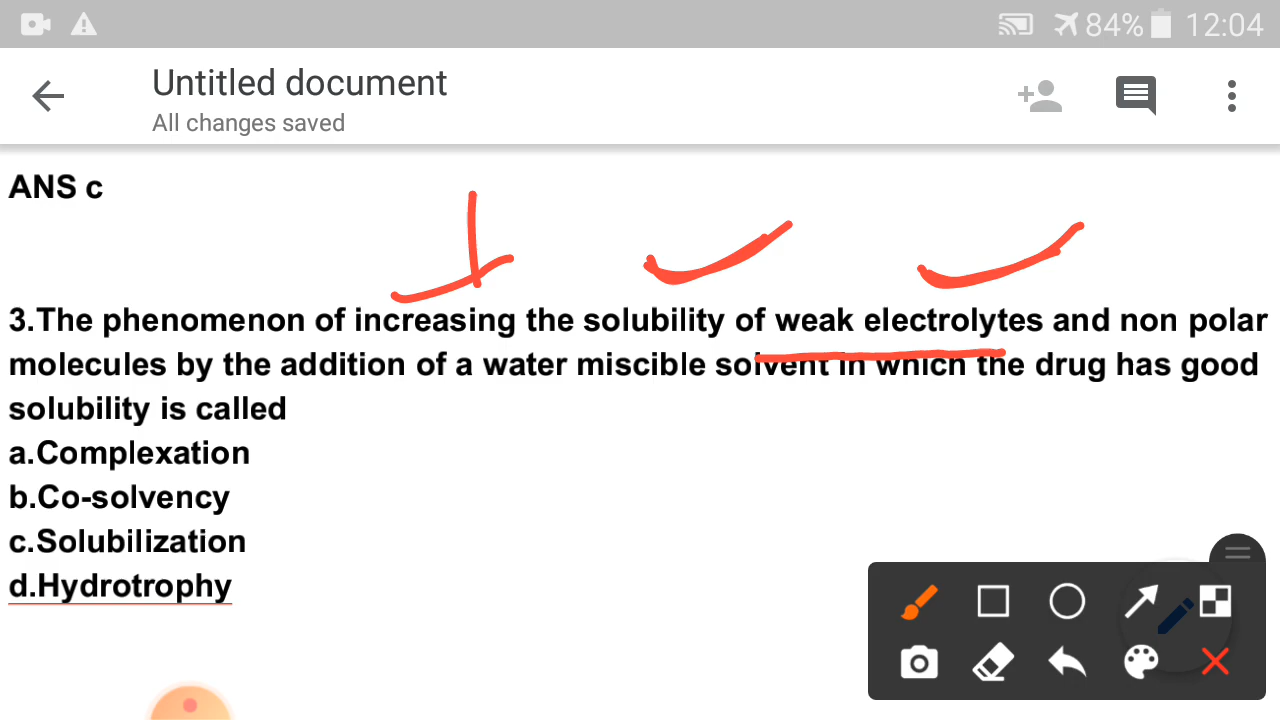 84% 12:04
Untitled document
All changes saved
ANS c
3.The phenomenon of increasing the solubility of weak electrolytes and non polar
molecules by the addition of a water miscible solvent in which the drug has good
solubility is called
a.Complexation
b.Co-solvency
c.Solubilization
d.Hydrotrophy